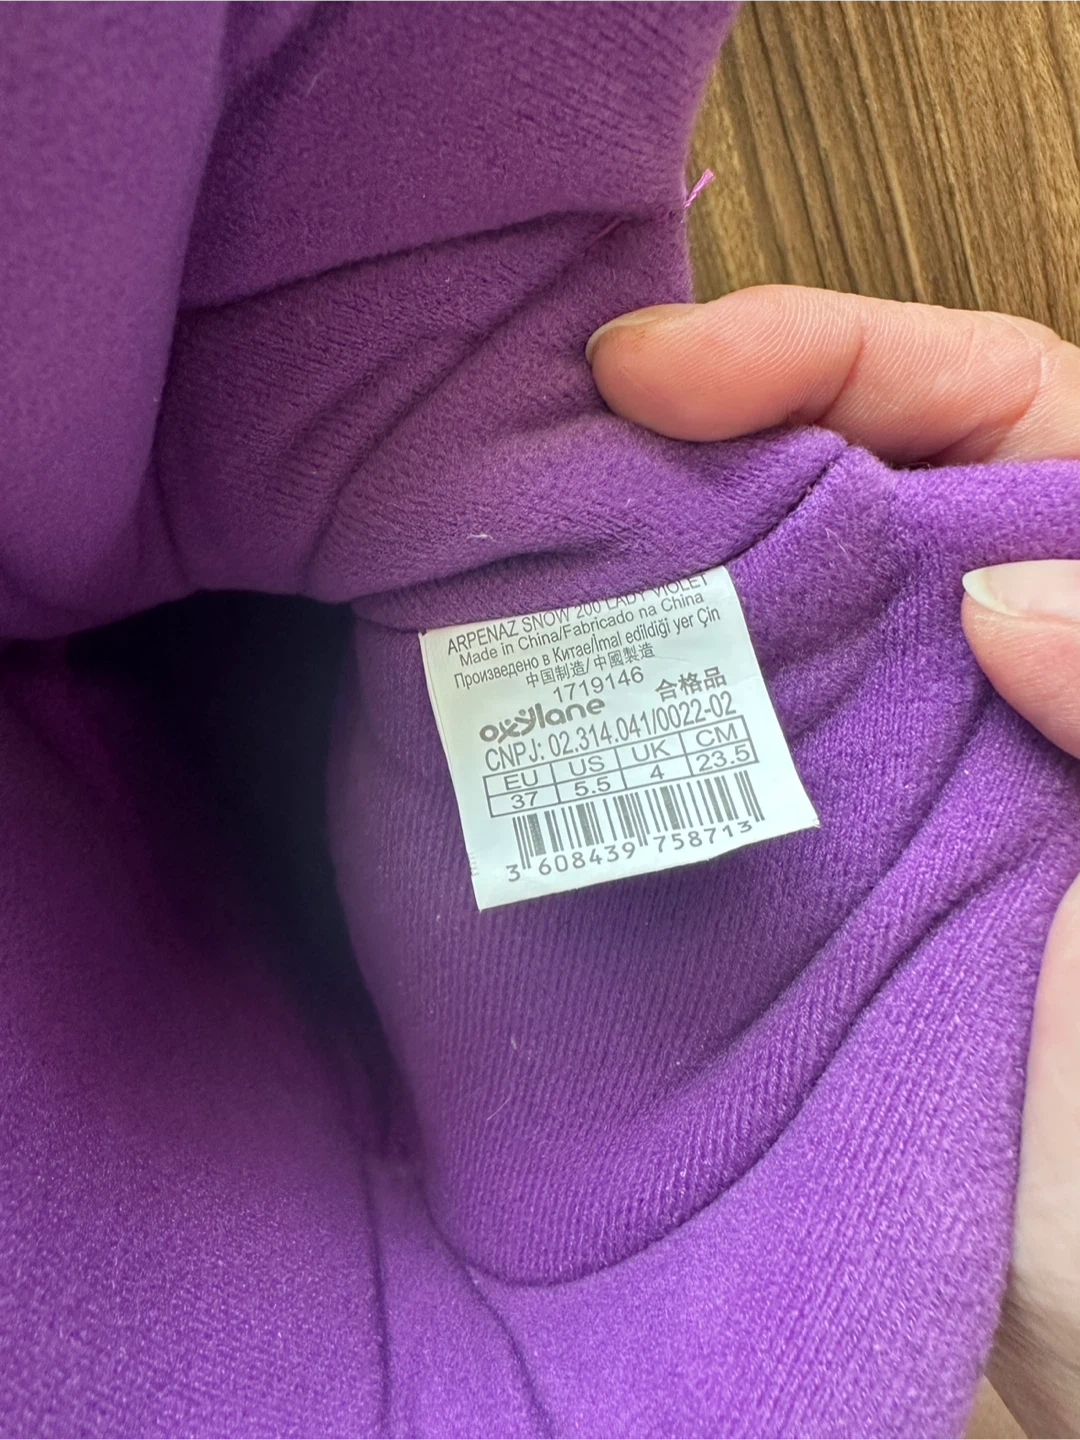 ARPENAZ SNOW 200 LADY VIOLET
Made in China/Fabricado na China
Произведено в Китае/İmal edildiği yer Çin
中国制造/ 中國製造
1719146
oxylane 合格品
CNPJ: 02.314.041/0022-02
EU US UK CM
37 5.5 4 23.5
3 608439 758713